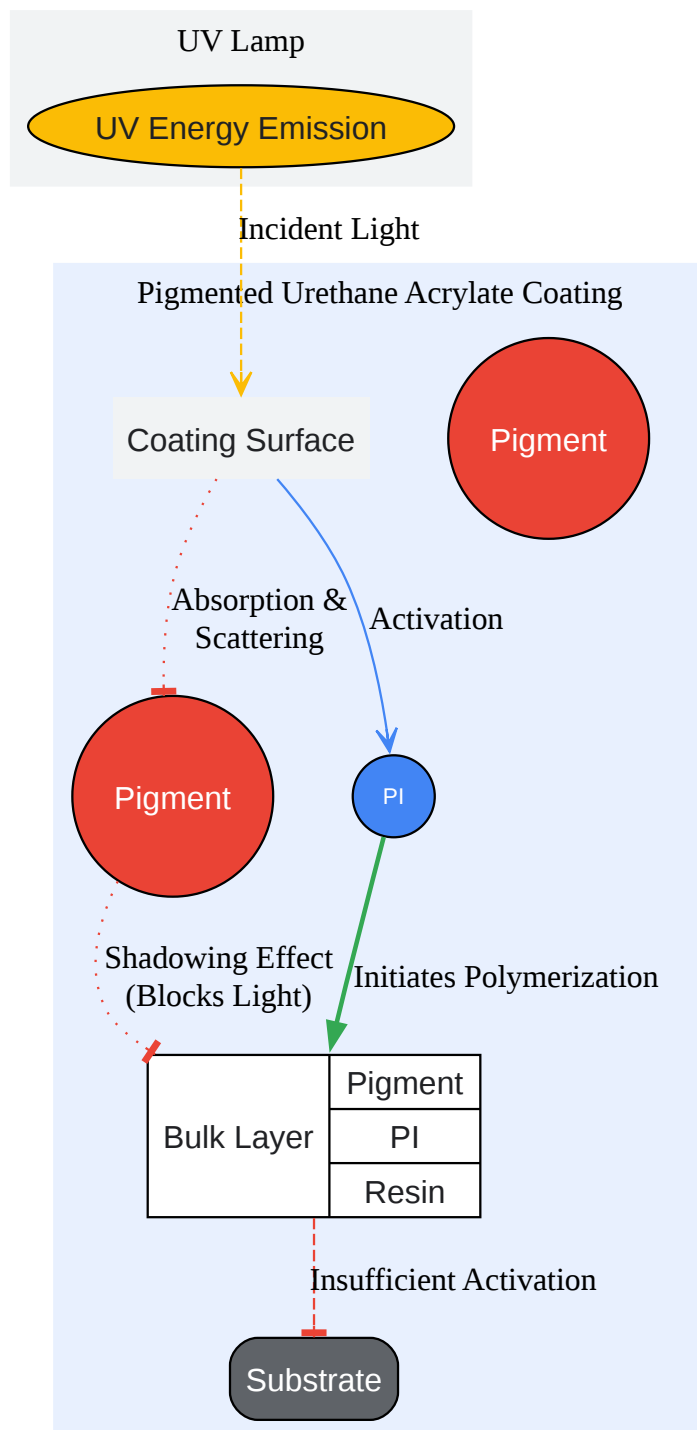 UV Lamp
UV Energy Emission
Incident Light
Pigmented Urethane Acrylate Coating
Coating Surface
Pigment
Absorption &
Scattering
Activation
Pigment
PI
Shadowing Effect
(Blocks Light)
Initiates Polymerization
Bulk Layer
Pigment
PI
Resin
Insufficient Activation
Substrate